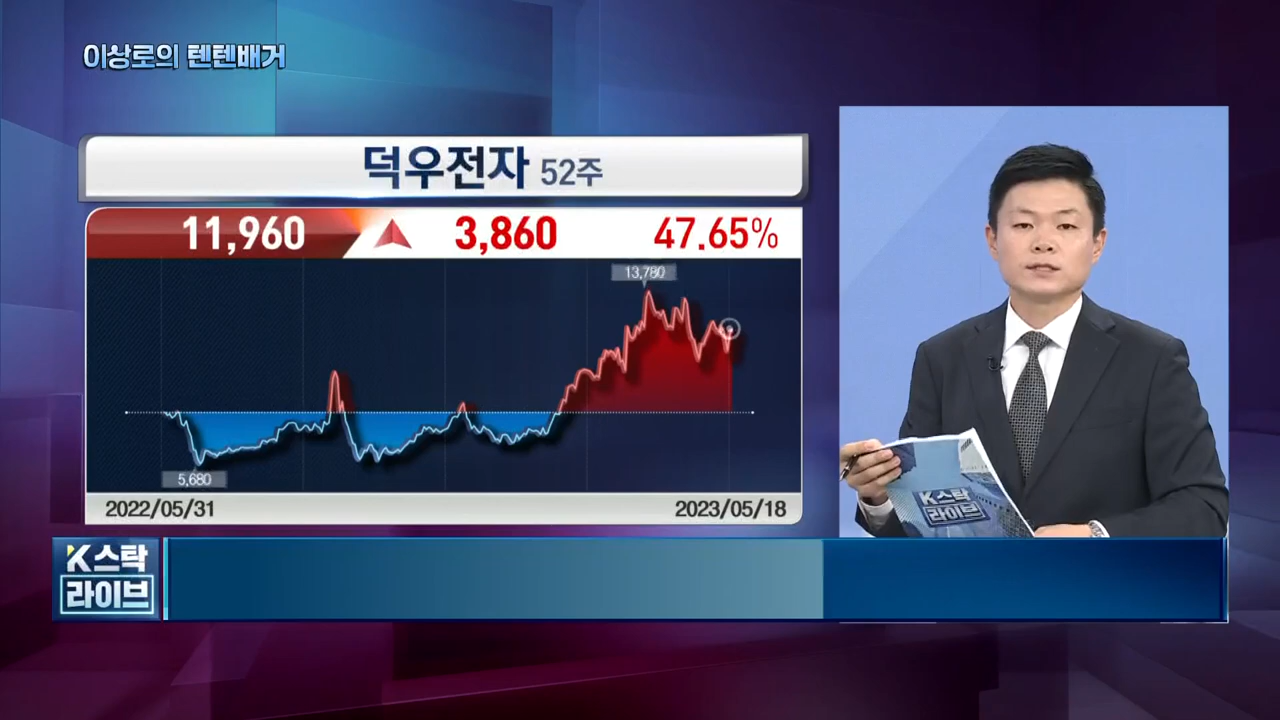 이상로의 텐텐배거
덕우전자 52주
11,960 ▲ 3,860 47.65%
13,780
5,680
2022/05/31 2023/05/18
K스탁
라이브
K스탁
라이브